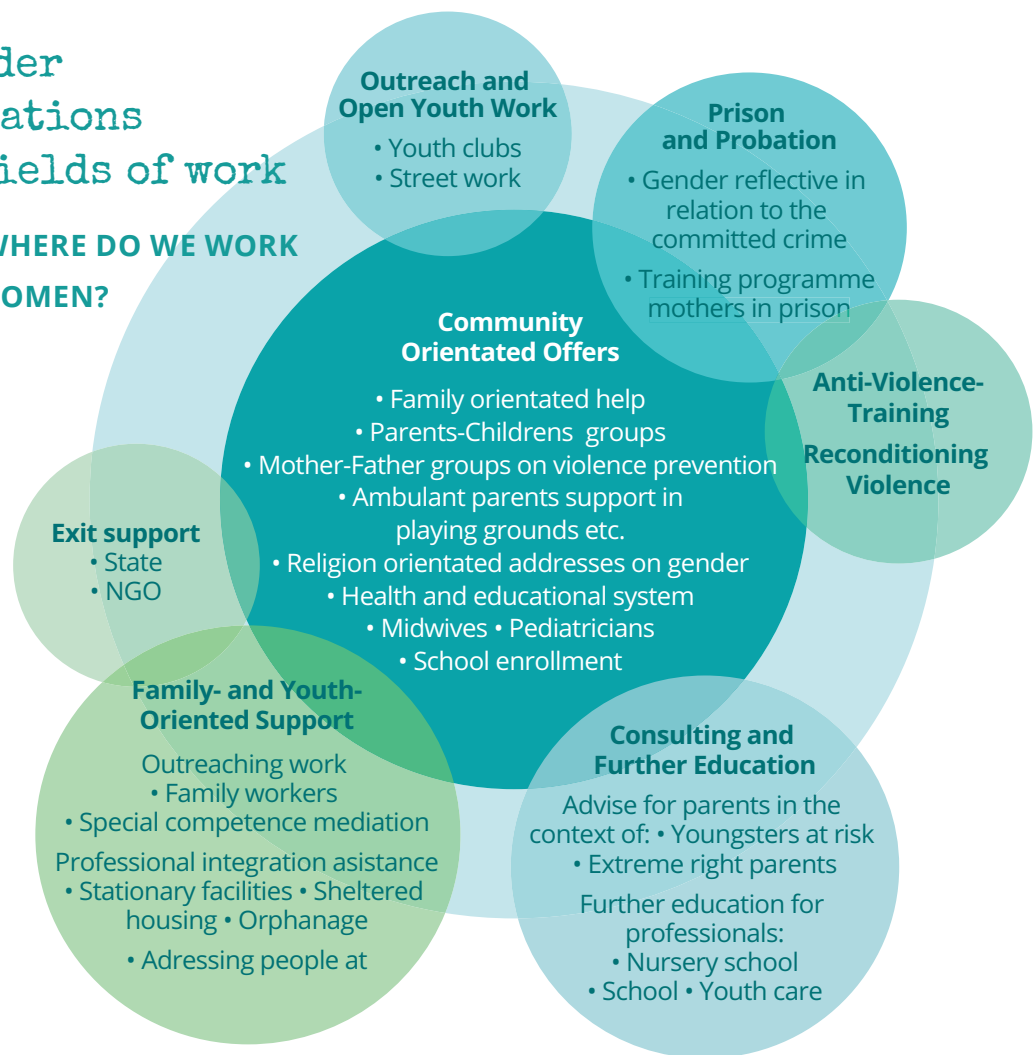 der
ations
ields of work
WHERE DO WE WORK
OMEN?
Outreach and
Open Youth Work
• Youth clubs
• Street work
Prison
and Probation
• Gender reflective in
relation to the
committed crime
• Training programme
mothers in prison
Anti-Violence-
Training
Reconditioning
Violence
Community
Orientated Offers
• Family orientated help
• Parents-Childrens groups
• Mother-Father groups on violence prevention
• Ambulant parents support in
playing grounds etc.
• Religion orientated addresses on gender
• Health and educational system
• Midwives • Pediatricians
• School enrollment
Exit support
• State
• NGO
Family- and Youth-
Oriented Support
Outreaching work
• Family workers
• Special competence mediation
Professional integration asistance
• Stationary facilities • Sheltered
housing • Orphanage
• Adressing people at
Consulting and
Further Education
Advise for parents in the
context of: • Youngsters at risk
• Extreme right parents
Further education for
professionals:
• Nursery school
• School • Youth care